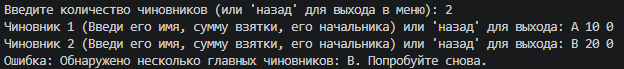 Введите количество чиновников (или 'назад' для выхода в меню): 2
Чиновник 1 (Введи его имя, сумму взятки, его начальника) или 'назад' для выхода: A 10 0
Чиновник 2 (Введи его имя, сумму взятки, его начальника) или 'назад' для выхода: B 20 0
Ошибка: Обнаружено несколько главных чиновников: B. Попробуйте снова.